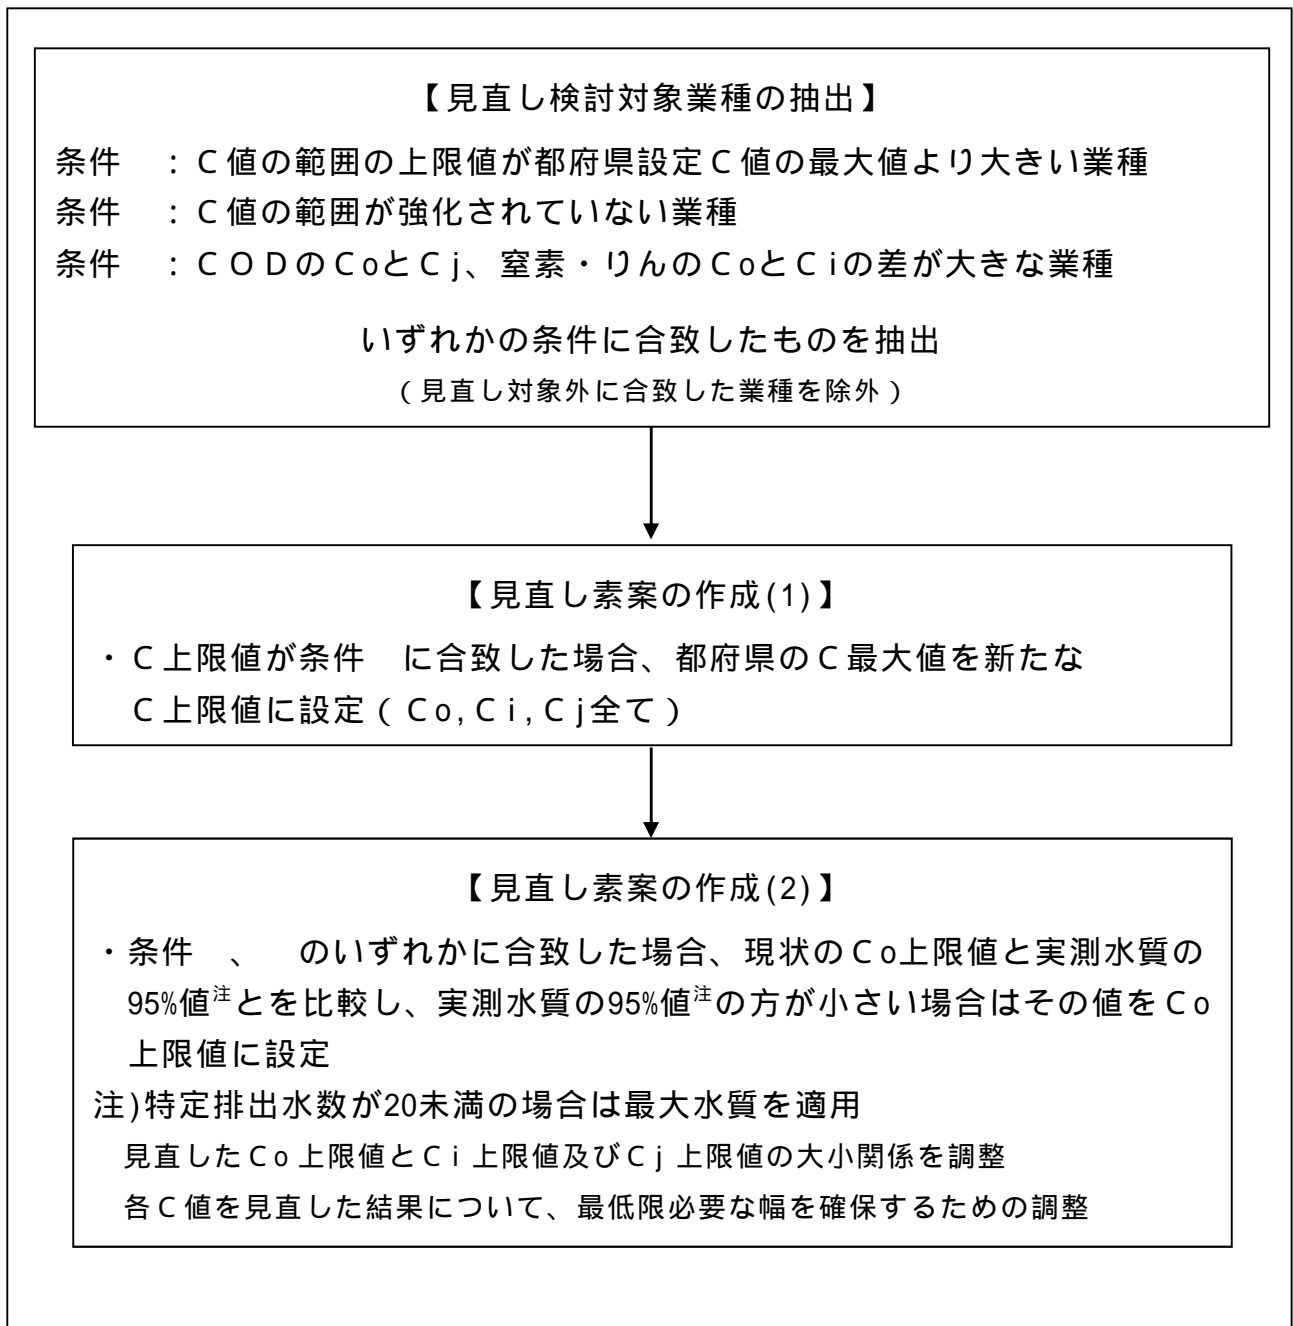 【見直し検討対象業種の抽出】
条件　：C値の範囲の上限値が都府県設定C値の最大値より大きい業種
条件　：C値の範囲が強化されていない業種
条件　：CODのCoとCj、窒素・りんのCoとCiの差が大きな業種
いずれかの条件に合致したものを抽出
（見直し対象外に合致した業種を除外）
【見直し素案の作成(1)】
・C上限値が条件　に合致した場合、都府県のC最大値を新たな
C上限値に設定（Co,Ci,Cj全て）
【見直し素案の作成(2)】
・条件　、　のいずれかに合致した場合、現状のCo上限値と実測水質の
95%値注とを比較し、実測水質の95%値注の方が小さい場合はその値をCo
上限値に設定
注)特定排出水数が20未満の場合は最大水質を適用
見直したCo上限値とCi上限値及びCj上限値の大小関係を調整
各C値を見直した結果について、最低限必要な幅を確保するための調整